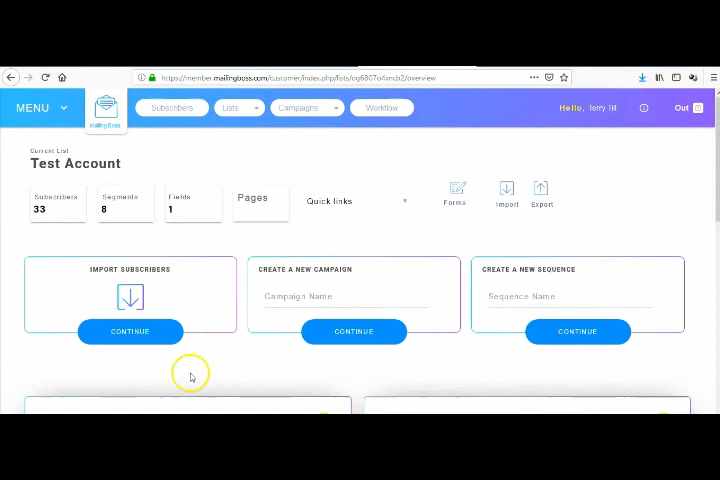 https://member.mailingboss.com/customer/index.php/lists/og6807o4xmcb2/overview
MENU
MailingBoss
Subscribers
Lists
Campaigns
Workflow
Hello, Terry Till
Out
Current List
Test Account
Subscribers
33
Segments
8
Fields
1
Pages
Quick links
Forms
Import
Export
IMPORT SUBSCRIBERS
CONTINUE
CREATE A NEW CAMPAIGN
Campaign Name
CONTINUE
CREATE A NEW SEQUENCE
Sequence Name
CONTINUE